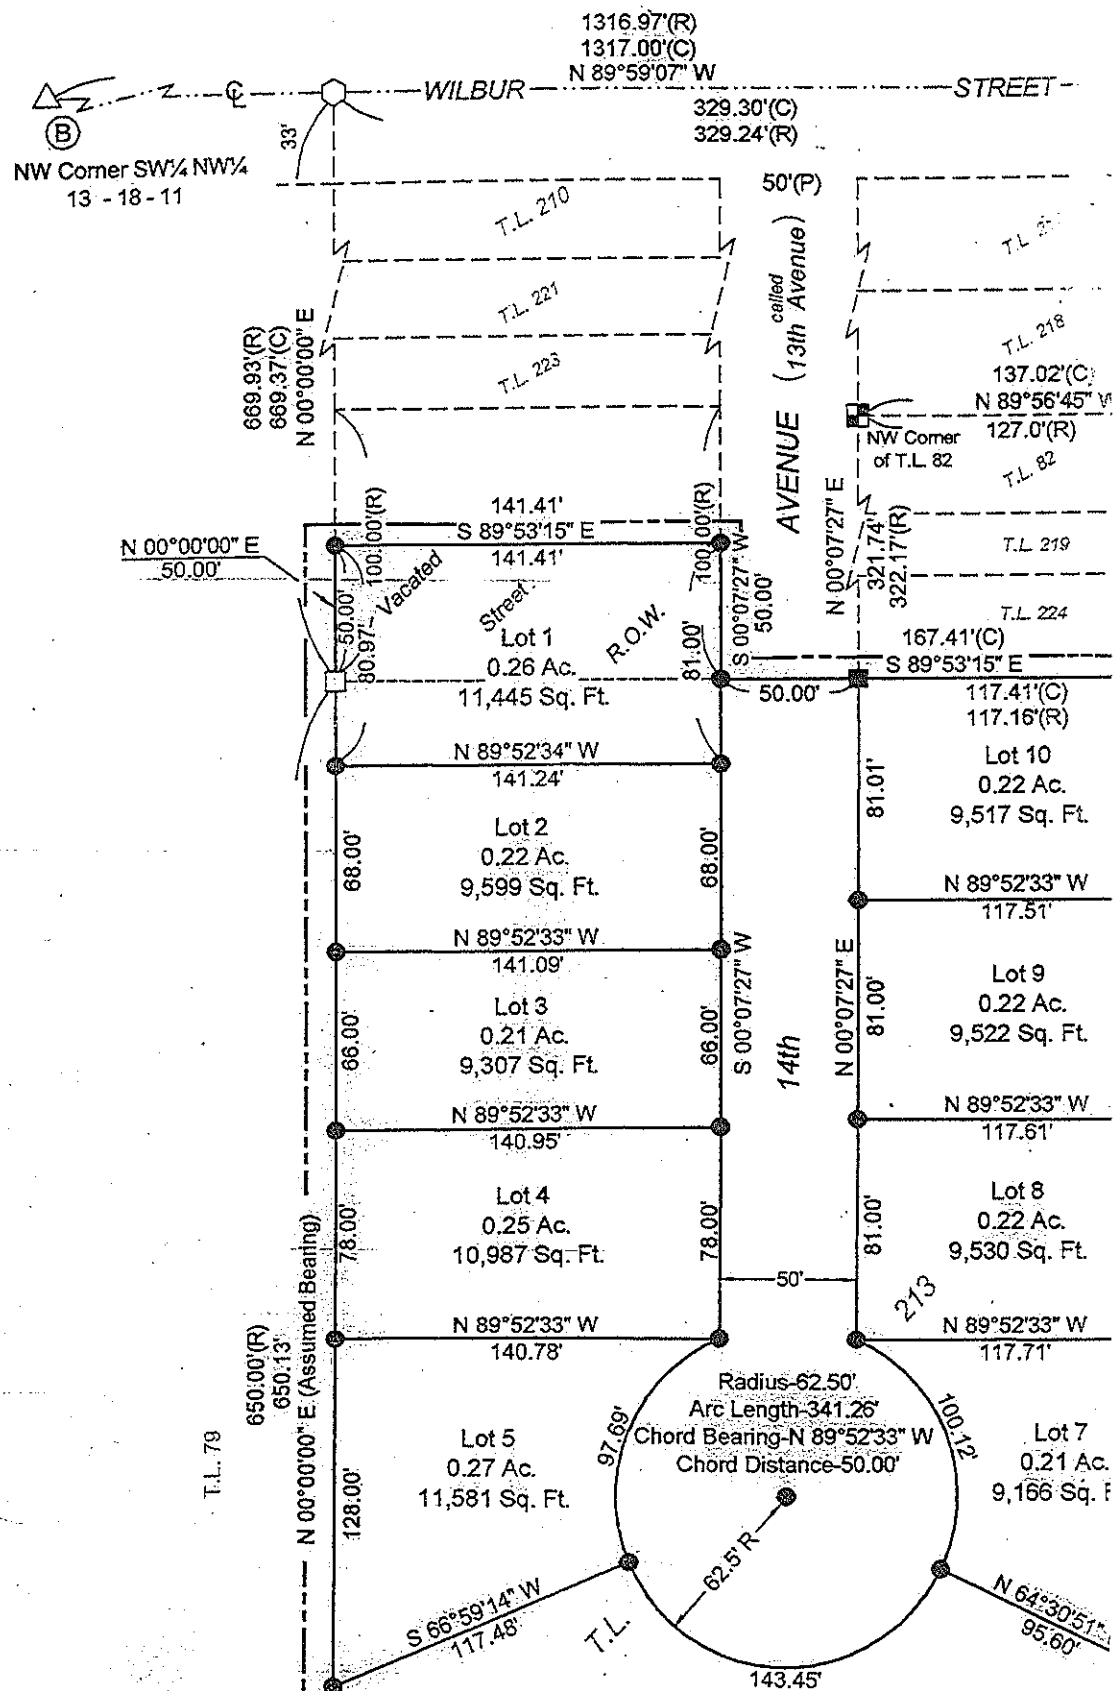 1316.97'(R)
1317.00'(C)
N 89°59'07" W
℄
WILBUR
STREET
329.30'(C)
329.24'(R)
33'
B
NW Corner SW¼ NW¼
13 - 18 - 11
50'(P)
T.L. 210
T.L. 221
T.L. 223
669.93'(R)
669.37'(C)
N 00°00'00" E
AVENUE
called
(13th Avenue)
T.L. 218
137.02'(C)
N 89°56'45" W
127.0'(R)
NW Corner
of T.L. 82
T.L. 82
T.L. 219
T.L. 224
N 00°07'27" E
321.74'
322.17'(R)
N 00°00'00" E
50.00'
141.41'
S 89°53'15" E
141.41'
100.00'(R)
100.00'(R)
50.00'
80.97'
Vacated
Street
R.O.W.
81.00'
S 00°07'27" W
50.00'
Lot 1
0.26 Ac.
11,445 Sq. Ft.
50.00'
167.41'(C)
S 89°53'15" E
117.41'(C)
117.16'(R)
N 89°52'34" W
141.24'
Lot 10
0.22 Ac.
9,517 Sq. Ft.
81.01'
Lot 2
0.22 Ac.
9,599 Sq. Ft.
68.00'
68.00'
N 89°52'33" W
117.51'
N 89°52'33" W
141.09'
Lot 3
0.21 Ac.
9,307 Sq. Ft.
66.00'
66.00'
S 00°07'27" W
14th
N 00°07'27" E
81.00'
Lot 9
0.22 Ac.
9,522 Sq. Ft.
N 89°52'33" W
140.95'
N 89°52'33" W
117.61'
Lot 4
0.25 Ac.
10,987 Sq. Ft.
78.00'
78.00'
81.00'
Lot 8
0.22 Ac.
9,530 Sq. Ft.
50'
213
N 89°52'33" W
140.78'
N 89°52'33" W
117.71'
650.00'(R)
650.13'
N 00°00'00" E (Assumed Bearing)
T.L. 79
128.00'
Lot 5
0.27 Ac.
11,581 Sq. Ft.
97.69'
Radius-62.50'
Arc Length-341.26'
Chord Bearing-N 89°52'33" W
Chord Distance-50.00'
100.12'
Lot 7
0.21 Ac.
9,166 Sq.
62.5' R
S 66°59'14" W
117.48'
T.L.
143.45'
N 64°30'51"
95.60'